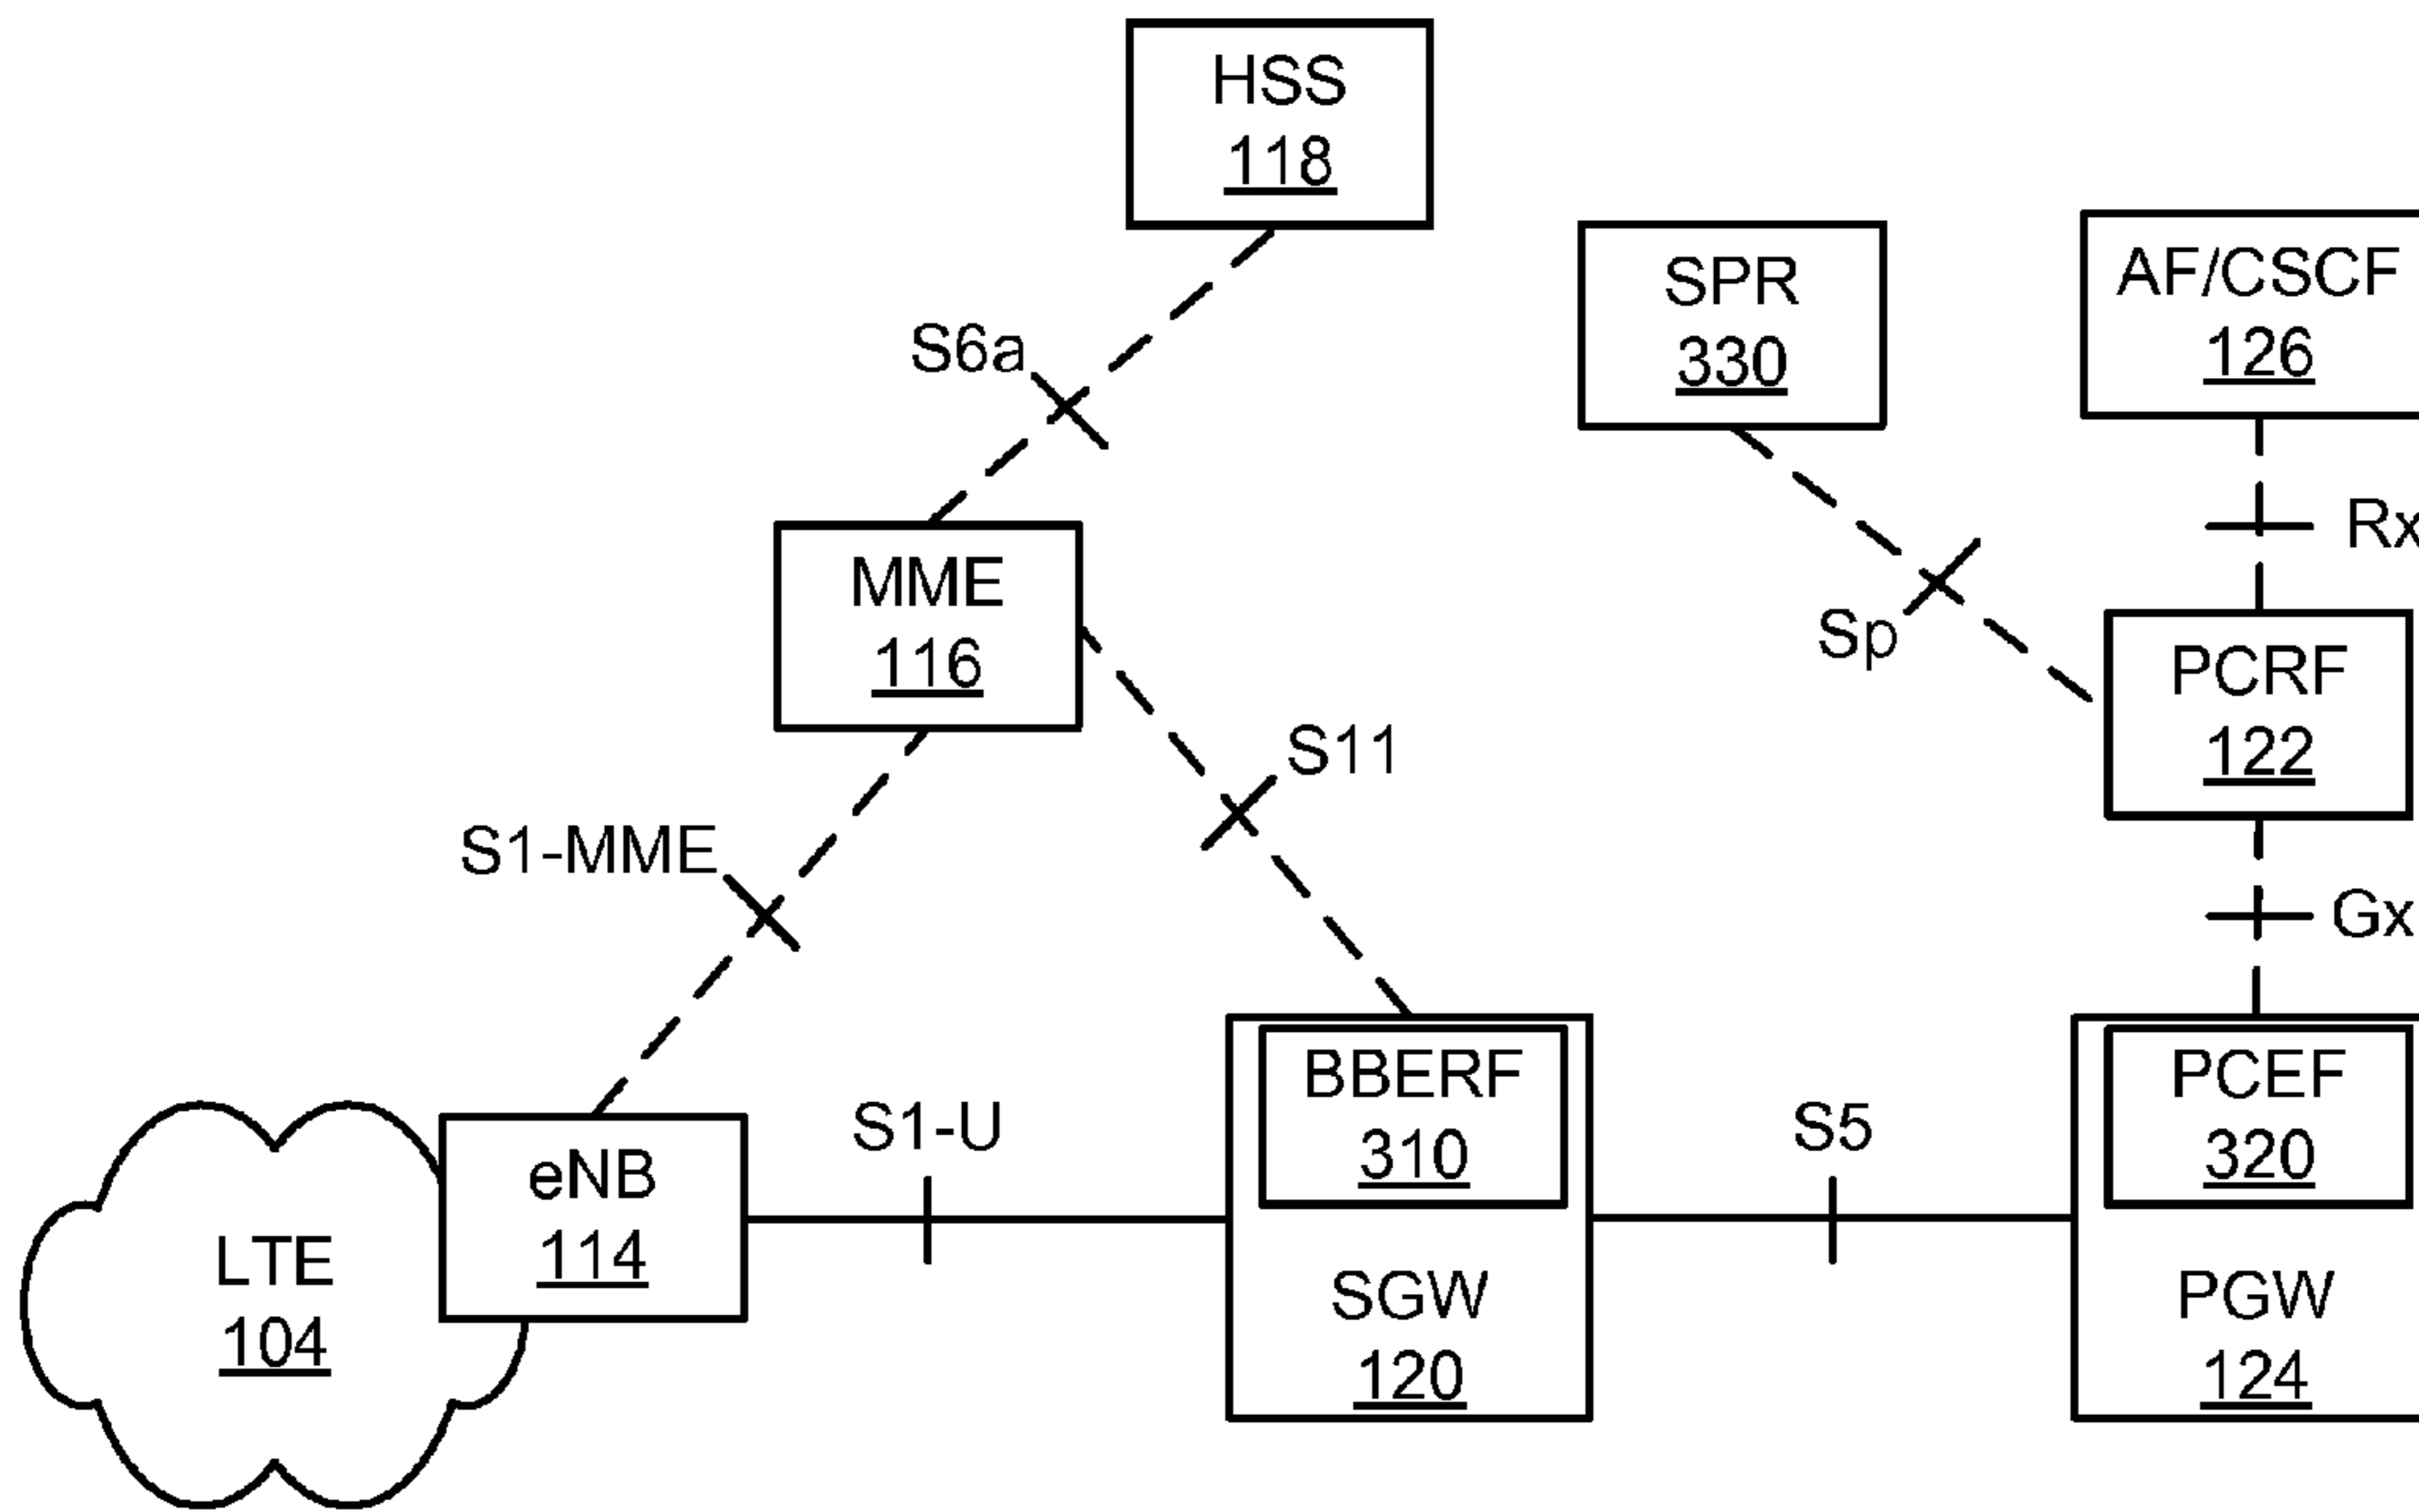 HSS
118
SPR
330
AF/CSCF
126
S6a
Rx
MME
116
Sp
PCRF
122
S11
S1-MME
Gx
BBERF
310
PCEF
320
S1-U
S5
eNB
114
LTE
104
SGW
120
PGW
124